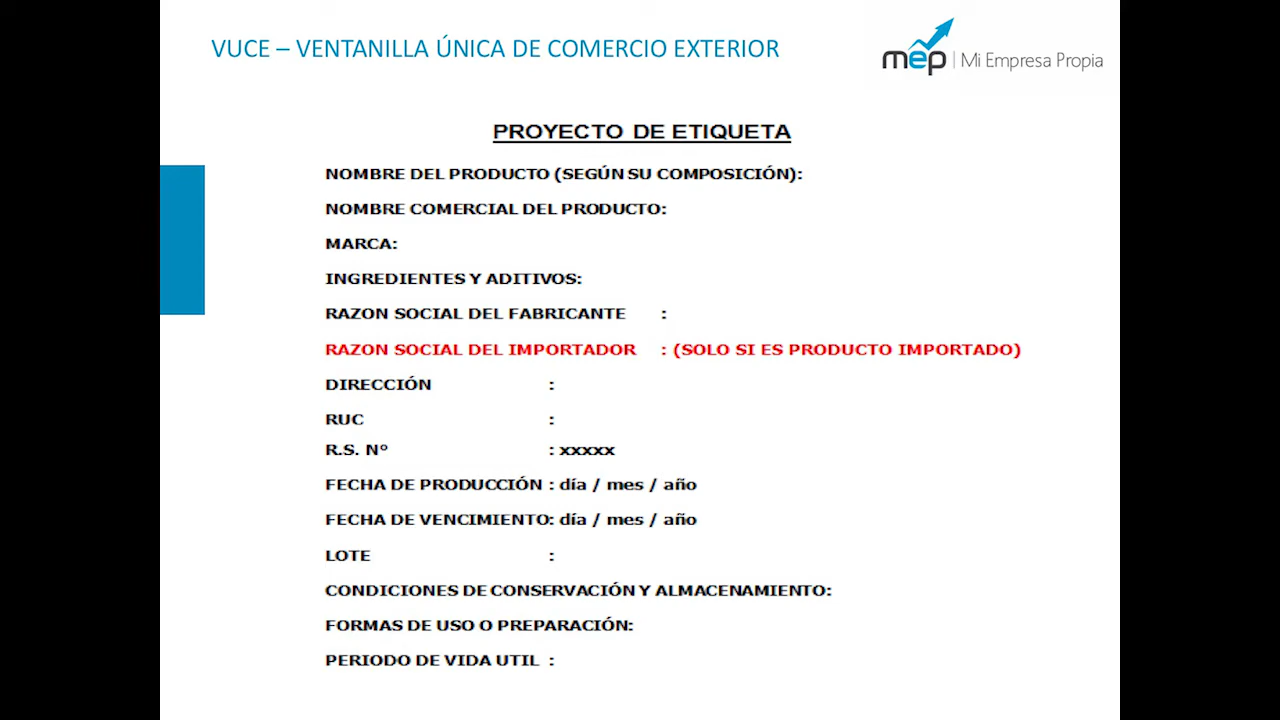 VUCE – VENTANILLA ÚNICA DE COMERCIO EXTERIOR
mep | Mi Empresa Propia
PROYECTO DE ETIQUETA
NOMBRE DEL PRODUCTO (SEGÚN SU COMPOSICIÓN):
NOMBRE COMERCIAL DEL PRODUCTO:
MARCA:
INGREDIENTES Y ADITIVOS:
RAZON SOCIAL DEL FABRICANTE :
RAZON SOCIAL DEL IMPORTADOR : (SOLO SI ES PRODUCTO IMPORTADO)
DIRECCIÓN :
RUC :
R.S. Nº : xxxxx
FECHA DE PRODUCCIÓN : día / mes / año
FECHA DE VENCIMIENTO: día / mes / año
LOTE :
CONDICIONES DE CONSERVACIÓN Y ALMACENAMIENTO:
FORMAS DE USO O PREPARACIÓN:
PERIODO DE VIDA UTIL :